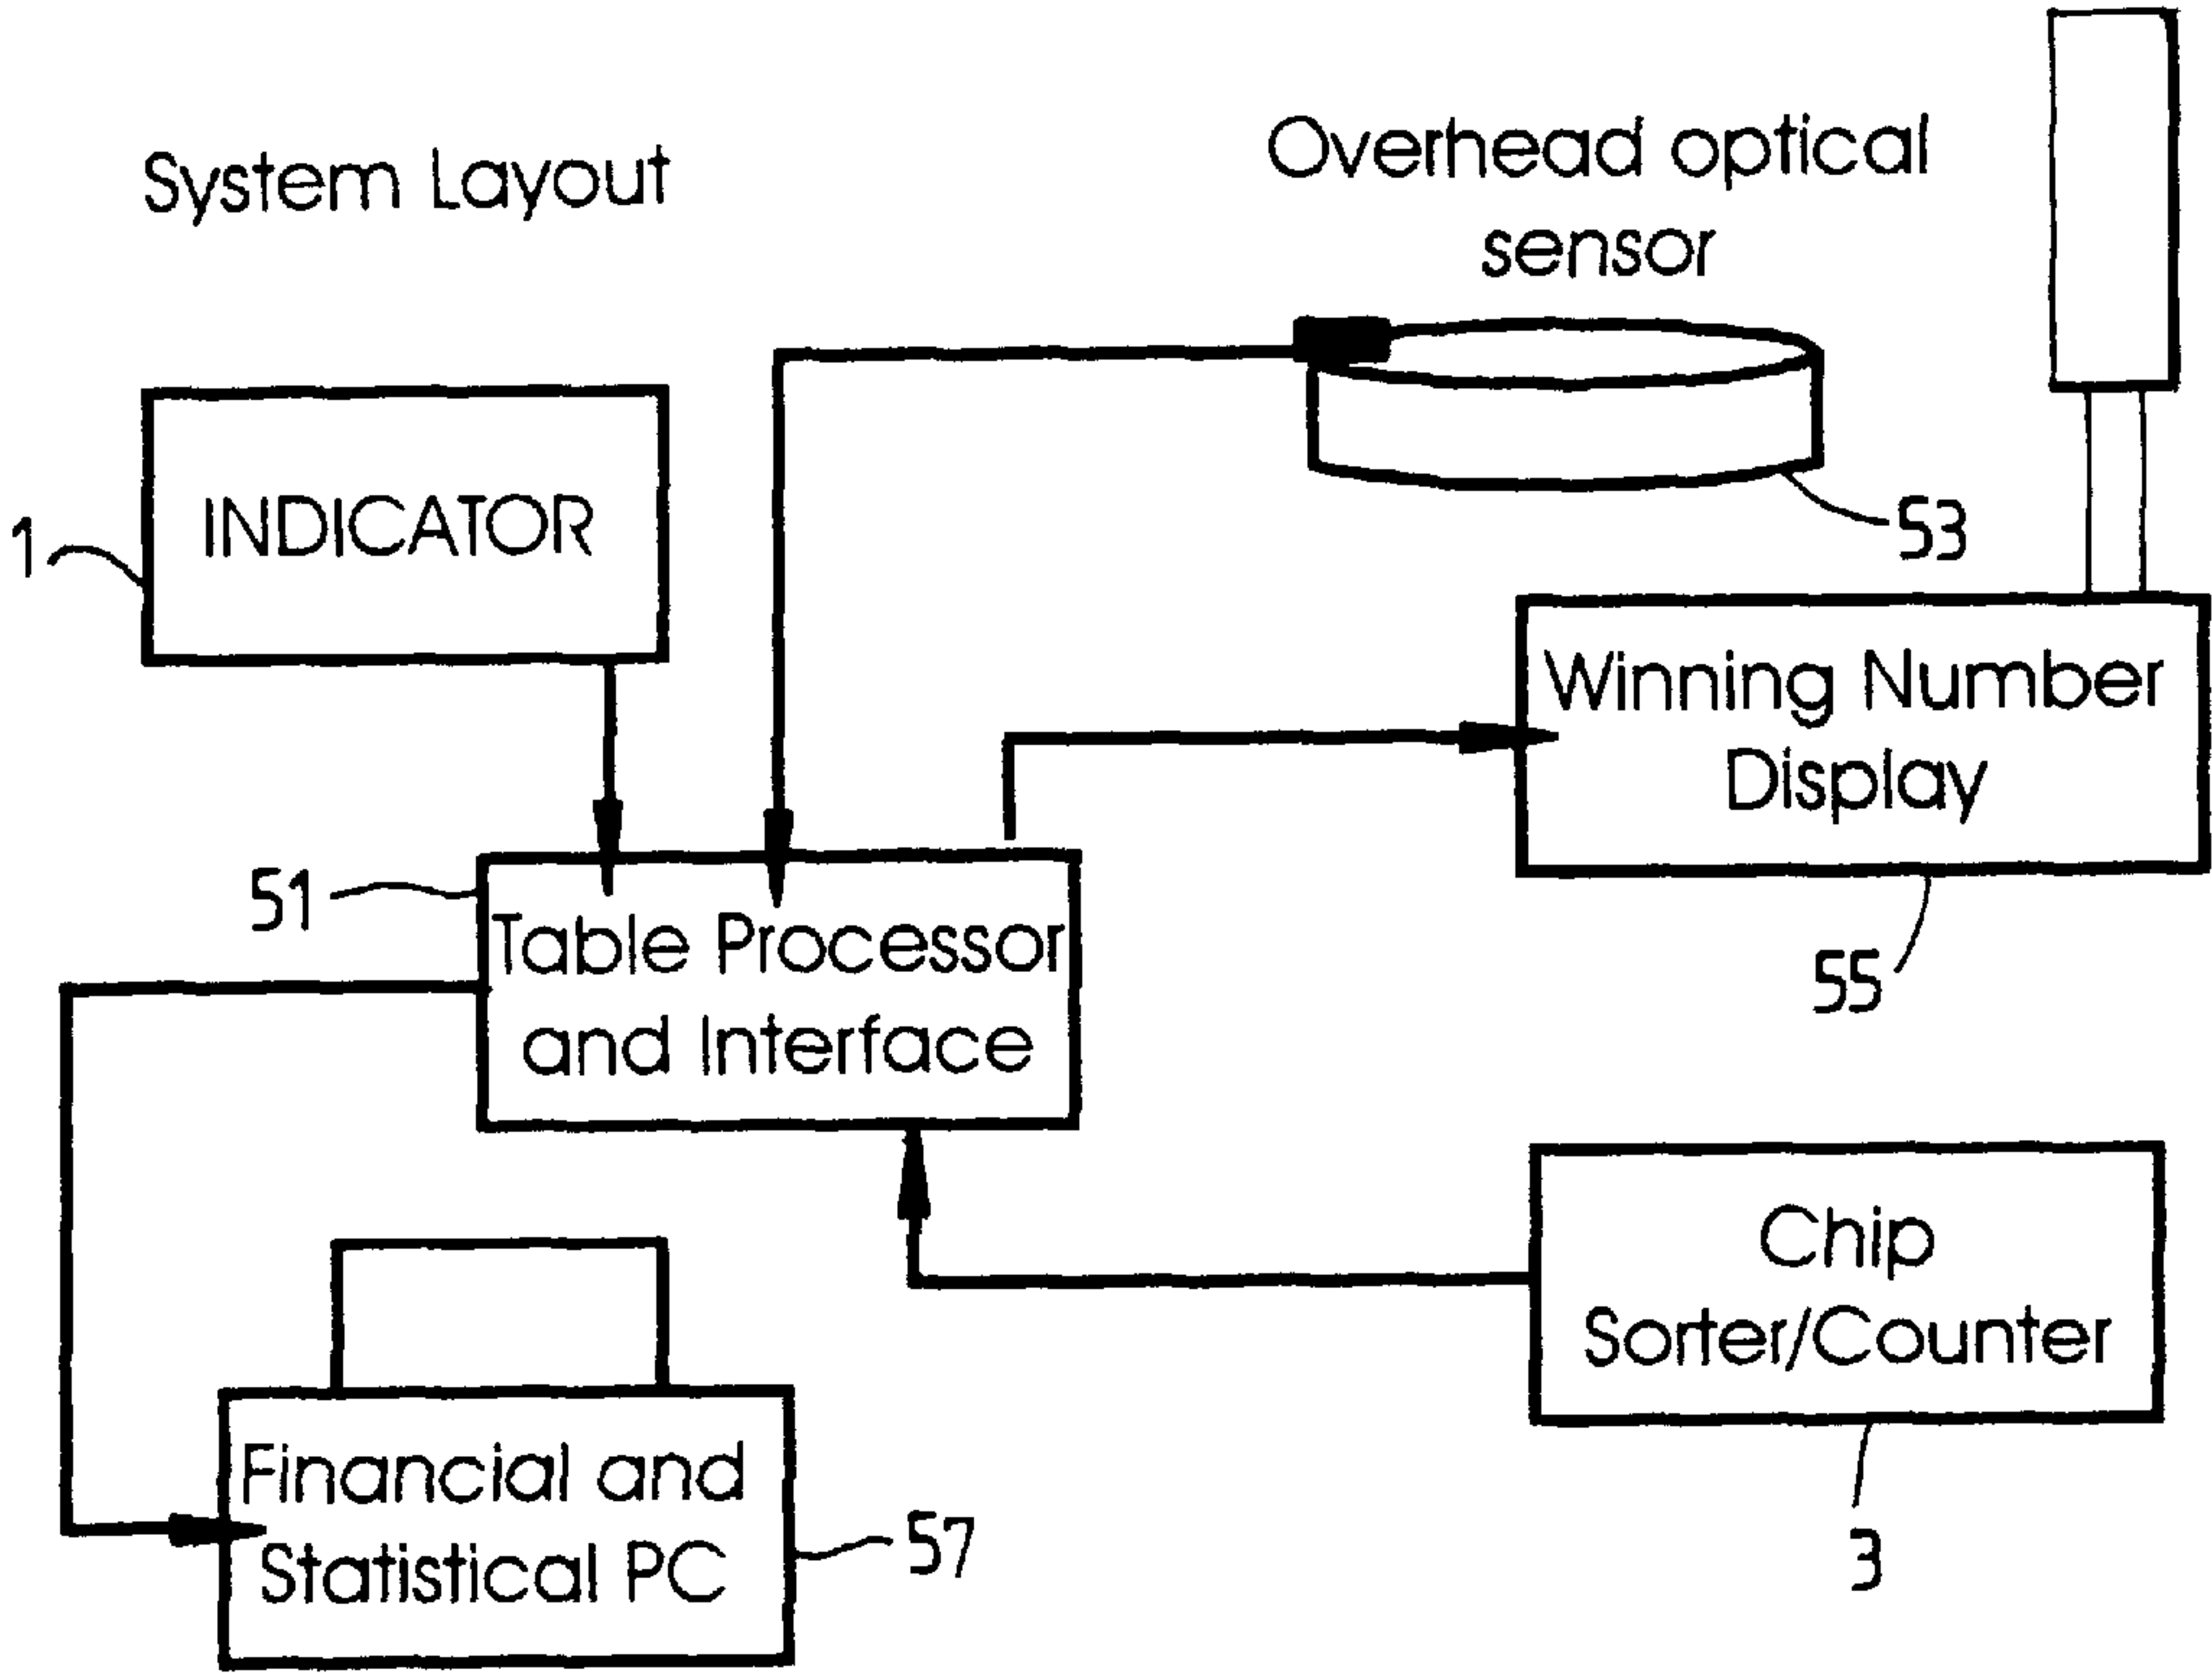 System Layout
Overhead optical
sensor
53
INDICATOR
1
Winning Number
Display
55
51
Table Processor
and Interface
Chip
Sorter/Counter
3
Financial and
Statistical PC
57